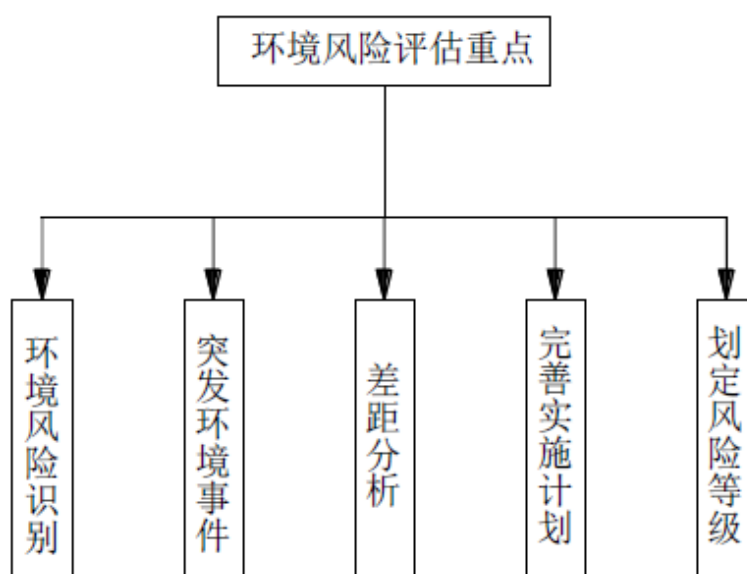 环境风险评估重点
环境风险识别
突发环境事件
差距分析
完善实施计划
划定风险等级